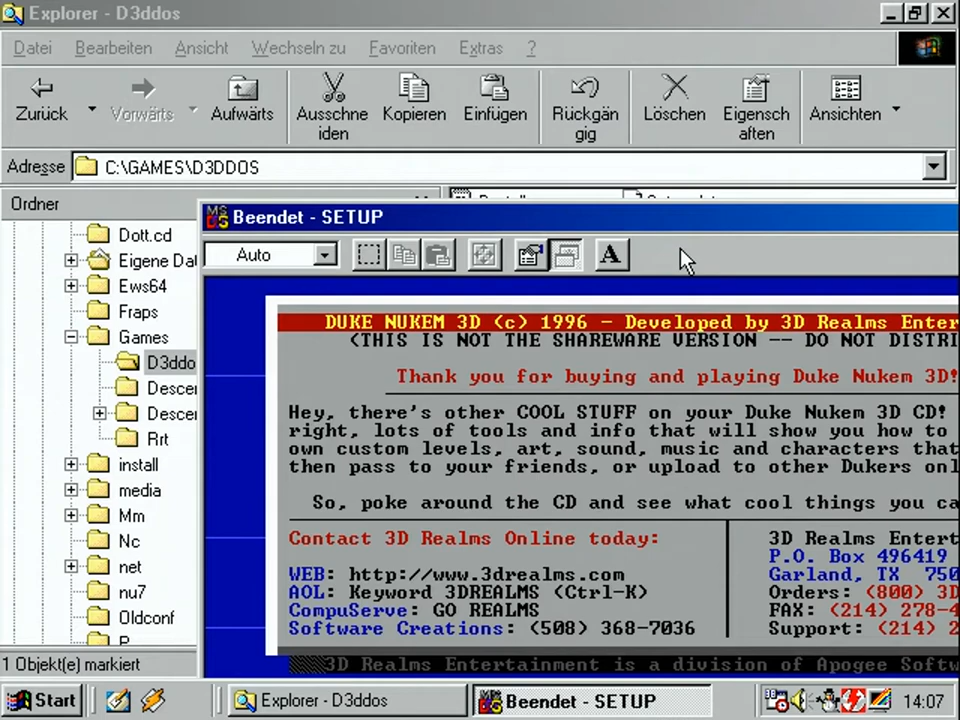 Explorer - D3ddos
Datei Bearbeiten Ansicht Wechseln zu Favoriten Extras ?
Zurück Vorwärts Aufwärts Ausschne
iden Kopieren Einfügen Rückgän
gig Löschen Eigensch
aften Ansichten
Adresse C:\GAMES\D3DDOS
Ordner
Dott.cd
Eigene Dat
Ews64
Fraps
Games
D3ddo
Descen
Descen
Rrt
install
media
Mm
Nc
net
nu7
Oldconf
1 Objekt(e) markiert
Beendet - SETUP
Auto A
DUKE NUKEM 3D (c) 1996 - Developed by 3D Realms Enter
(THIS IS NOT THE SHAREWARE VERSION -- DO NOT DISTRI
Thank you for buying and playing Duke Nukem 3D!
Hey, there's other COOL STUFF on your Duke Nukem 3D CD!
right, lots of tools and info that will show you how to
own custom levels, art, sound, music and characters that
then pass to your friends, or upload to other Dukers onl
So, poke around the CD and see what cool things you ca
Contact 3D Realms Online today:
WEB: http://www.3drealms.com
AOL: Keyword 3DREALMS (Ctrl-K)
CompuServe: GO REALMS
Software Creations: (508) 368-7036
3D Realms Entert
P.O. Box 496419
Garland, TX 750
Orders: (800) 3D
FAX: (214) 278-4
Support: (214) 2
3D Realms Entertainment is a division of Apogee Softw
Start Explorer - D3ddos Beendet - SETUP 14:07